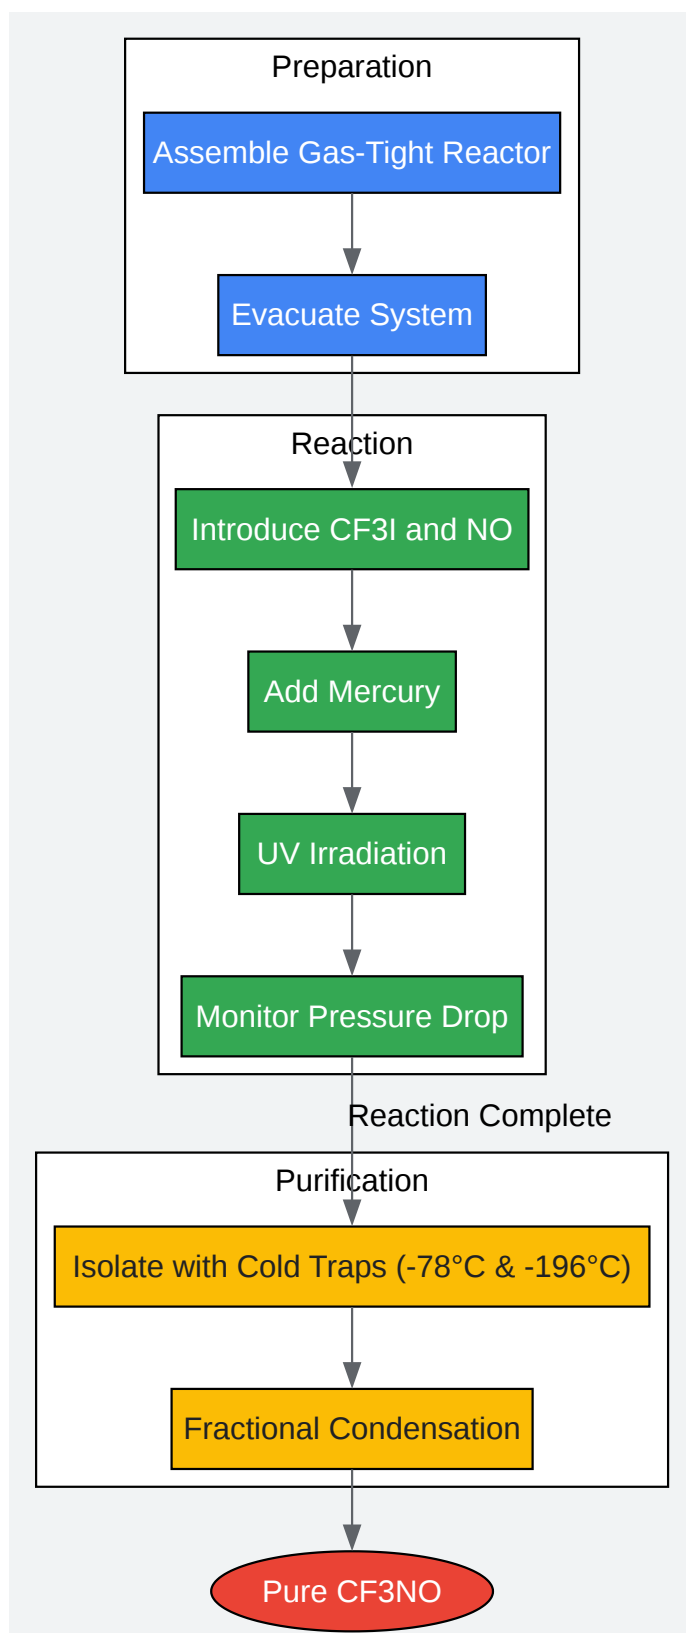 Preparation
Assemble Gas-Tight Reactor
Evacuate System
Reaction
Introduce CF3I and NO
Add Mercury
UV Irradiation
Monitor Pressure Drop
Reaction Complete
Purification
Isolate with Cold Traps (-78°C & -196°C)
Fractional Condensation
Pure CF3NO